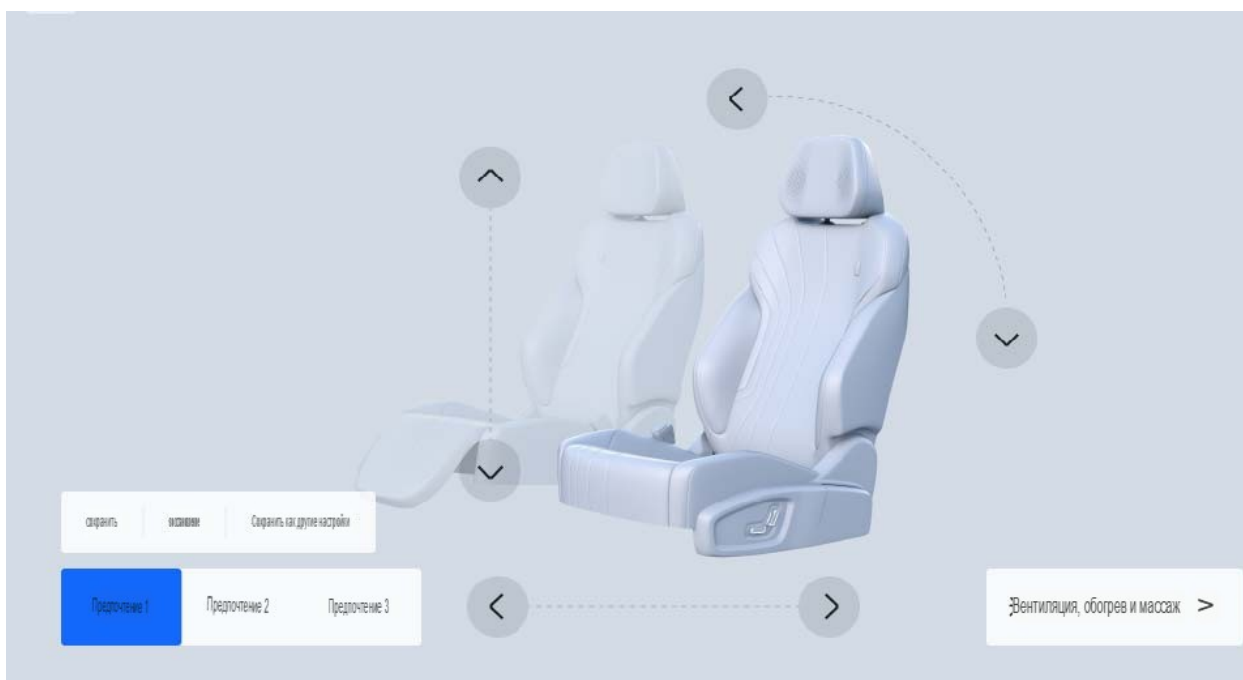 сохранить
Сохранить как другие настройки
Предпочтение 1
Предпочтение 2
Предпочтение 3
Вентиляция, обогрев и массаж >